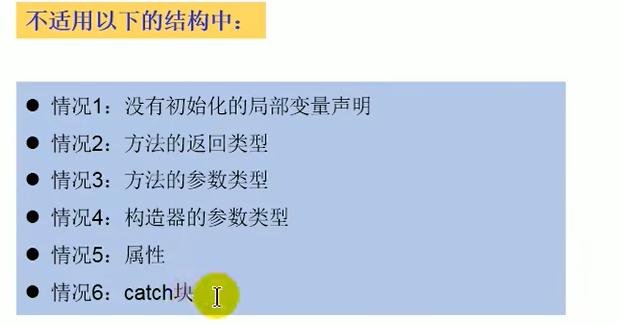 不适用以下的结构中：
● 情况1：没有初始化的局部变量声明
● 情况2：方法的返回类型
● 情况3：方法的参数类型
● 情况4：构造器的参数类型
● 情况5：属性
● 情况6：catch块